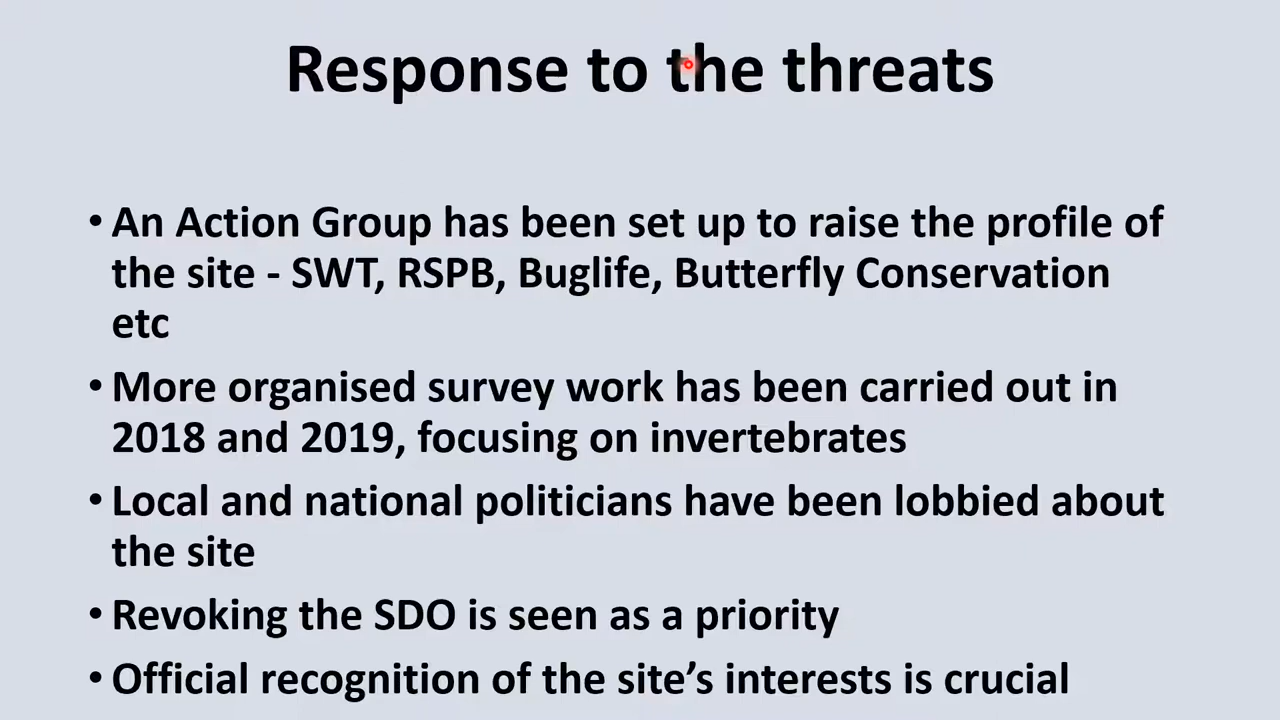 Response to the threats
• An Action Group has been set up to raise the profile of
the site - SWT, RSPB, Buglife, Butterfly Conservation
etc
• More organised survey work has been carried out in
2018 and 2019, focusing on invertebrates
• Local and national politicians have been lobbied about
the site
• Revoking the SDO is seen as a priority
• Official recognition of the site’s interests is crucial